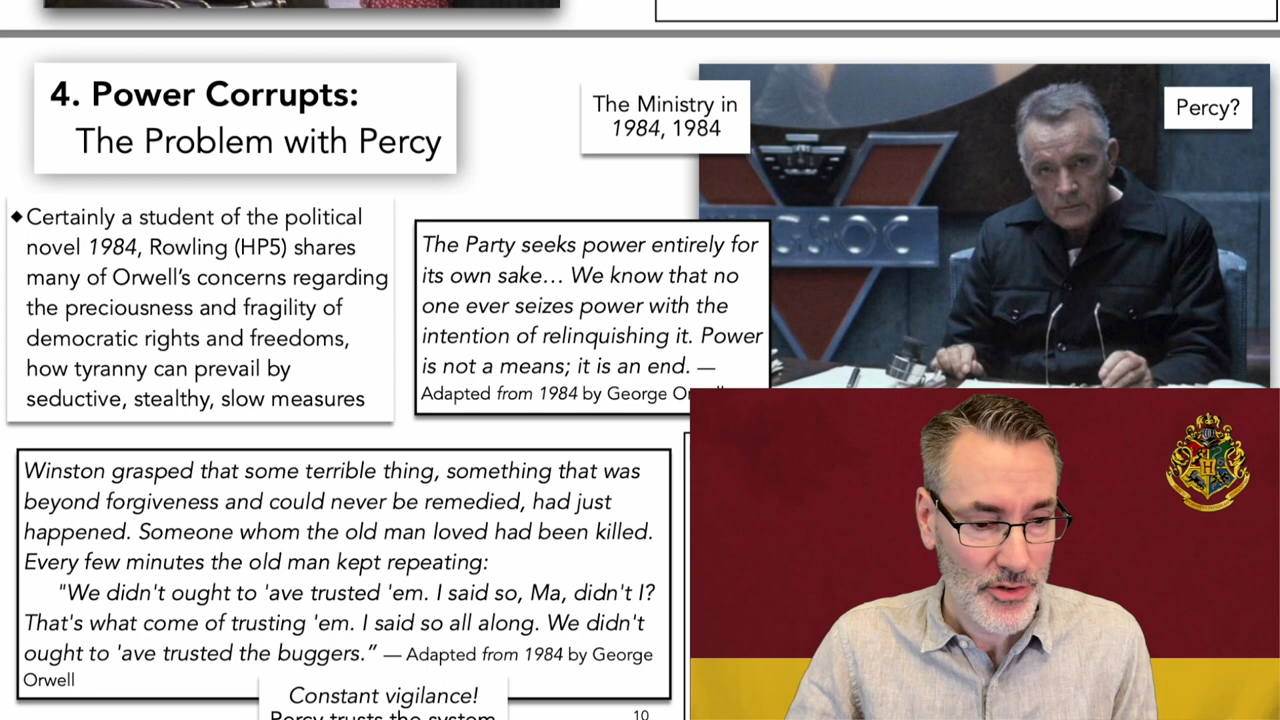 4. Power Corrupts:
The Problem with Percy
The Ministry in
1984, 1984
Percy?
GSOC
◆Certainly a student of the political
novel 1984, Rowling (HP5) shares
many of Orwell's concerns regarding
the preciousness and fragility of
democratic rights and freedoms,
how tyranny can prevail by
seductive, stealthy, slow measures
The Party seeks power entirely for
its own sake… We know that no
one ever seizes power with the
intention of relinquishing it. Power
is not a means; it is an end. —
Adapted from 1984 by George
Winston grasped that some terrible thing, something that was
beyond forgiveness and could never be remedied, had just
happened. Someone whom the old man loved had been killed.
Every few minutes the old man kept repeating:
"We didn't ought to 'ave trusted 'em. I said so, Ma, didn't I?
That's what come of trusting 'em. I said so all along. We didn't
ought to 'ave trusted the buggers.” — Adapted from 1984 by George
Orwell
Constant vigilance!
Percy trusts the system
10
H